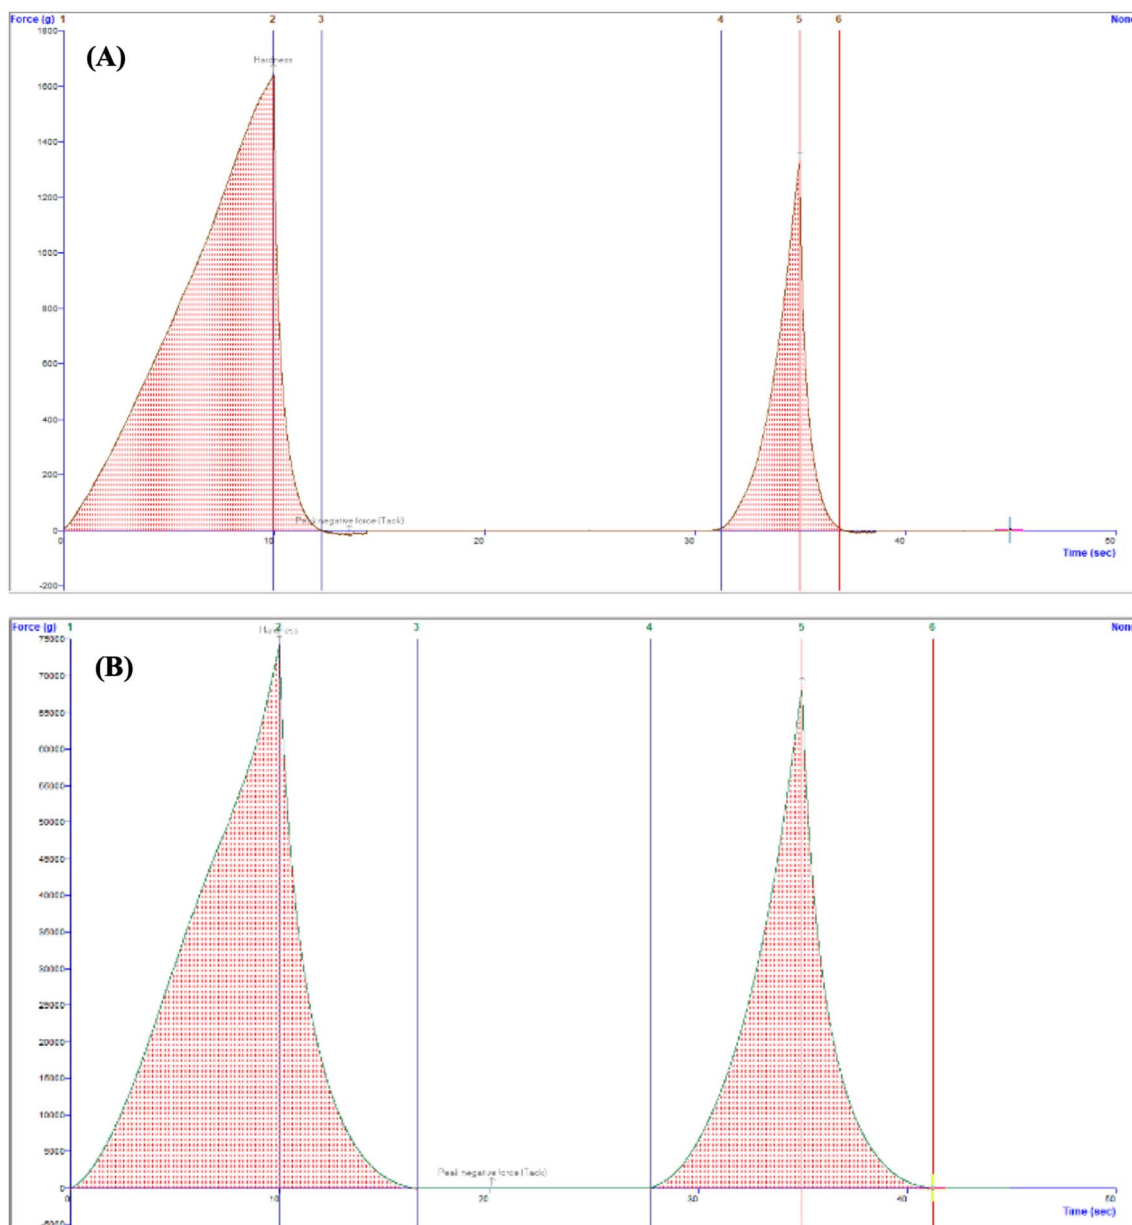 Force (g) 1 2 3 4 5 6 None
1800
(A)
Hardness
1600
1400
1200
1000
800
600
400
200
Peak negative force (Tack)
0
0 10 20 30 40 50
Time (sec)
-200
Force (g) 1 2 3 4 5 6 None
Hardness
75000
(B)
70000
65000
60000
55000
50000
45000
40000
35000
30000
25000
20000
15000
10000
5000
Peak negative force (Tack)
0
0 10 20 30 40 50
Time (sec)
-5000